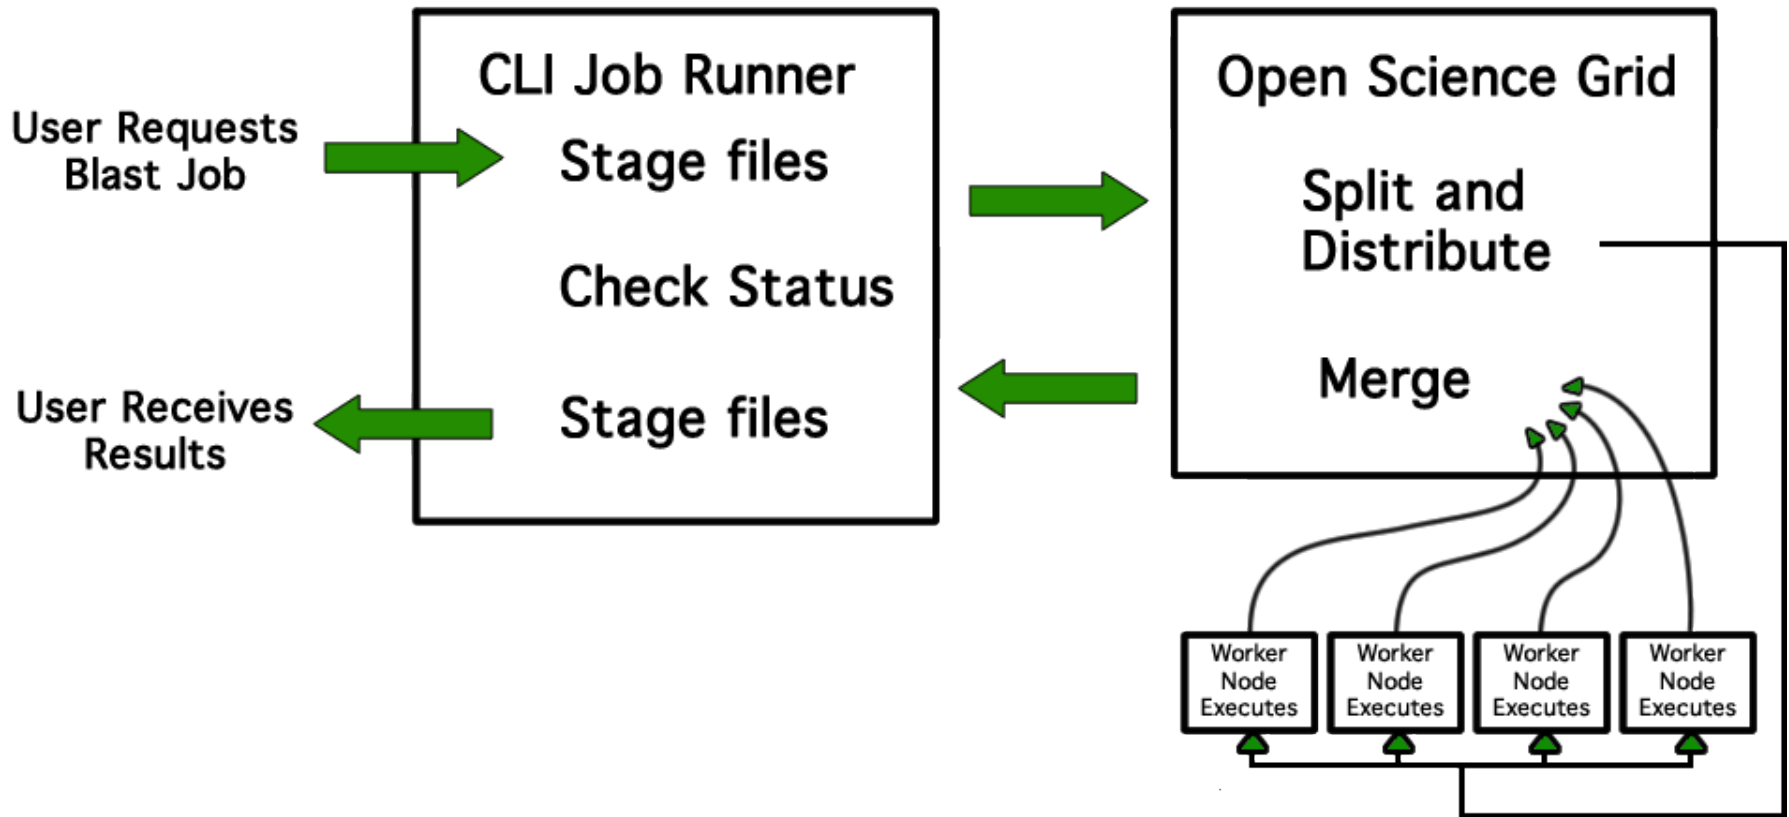 User Requests
Blast Job
User Receives
Results
CLI Job Runner
Stage files
Check Status
Stage files
Open Science Grid
Split and
Distribute
Merge
Worker
Node
Executes
Worker
Node
Executes
Worker
Node
Executes
Worker
Node
Executes